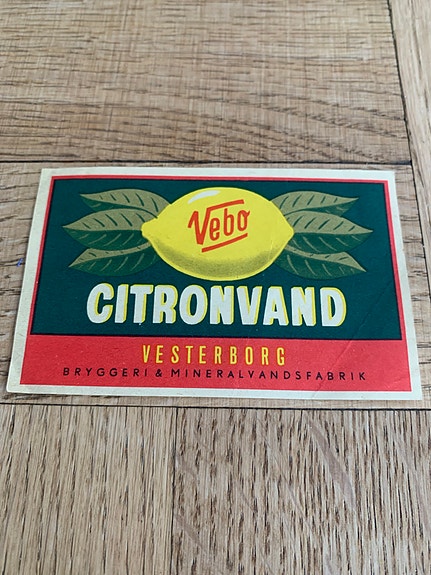 Vebo
CITRONVAND
VESTERBORG
BRYGGERI & MINERALVANDSFABRIK